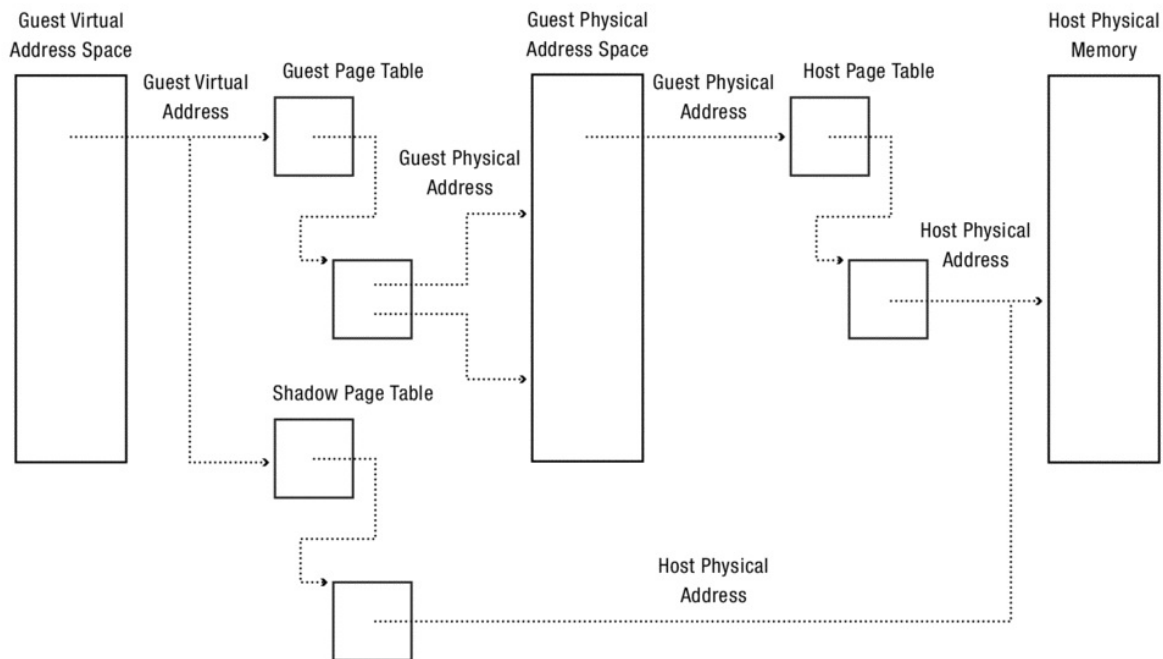 Guest Virtual
Address Space
Guest Physical
Address Space
Host Physical
Memory
Guest Virtual
Address
Guest Page Table
Guest Physical
Address
Host Page Table
Guest Physical
Address
Host Physical
Address
Shadow Page Table
Host Physical
Address